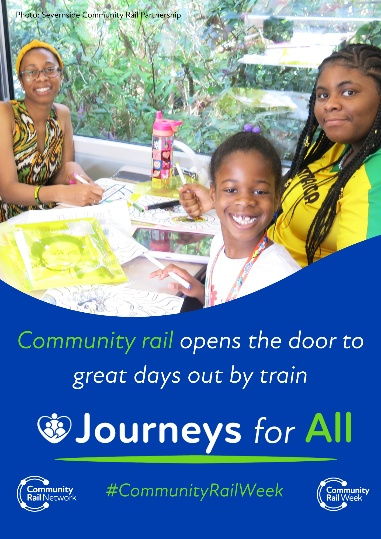 Photo: Severnside Community Rail Partnership
Community rail opens the door to
great days out by train
Journeys for All
Community
Rail Network
#CommunityRailWeek
Community
Rail Week